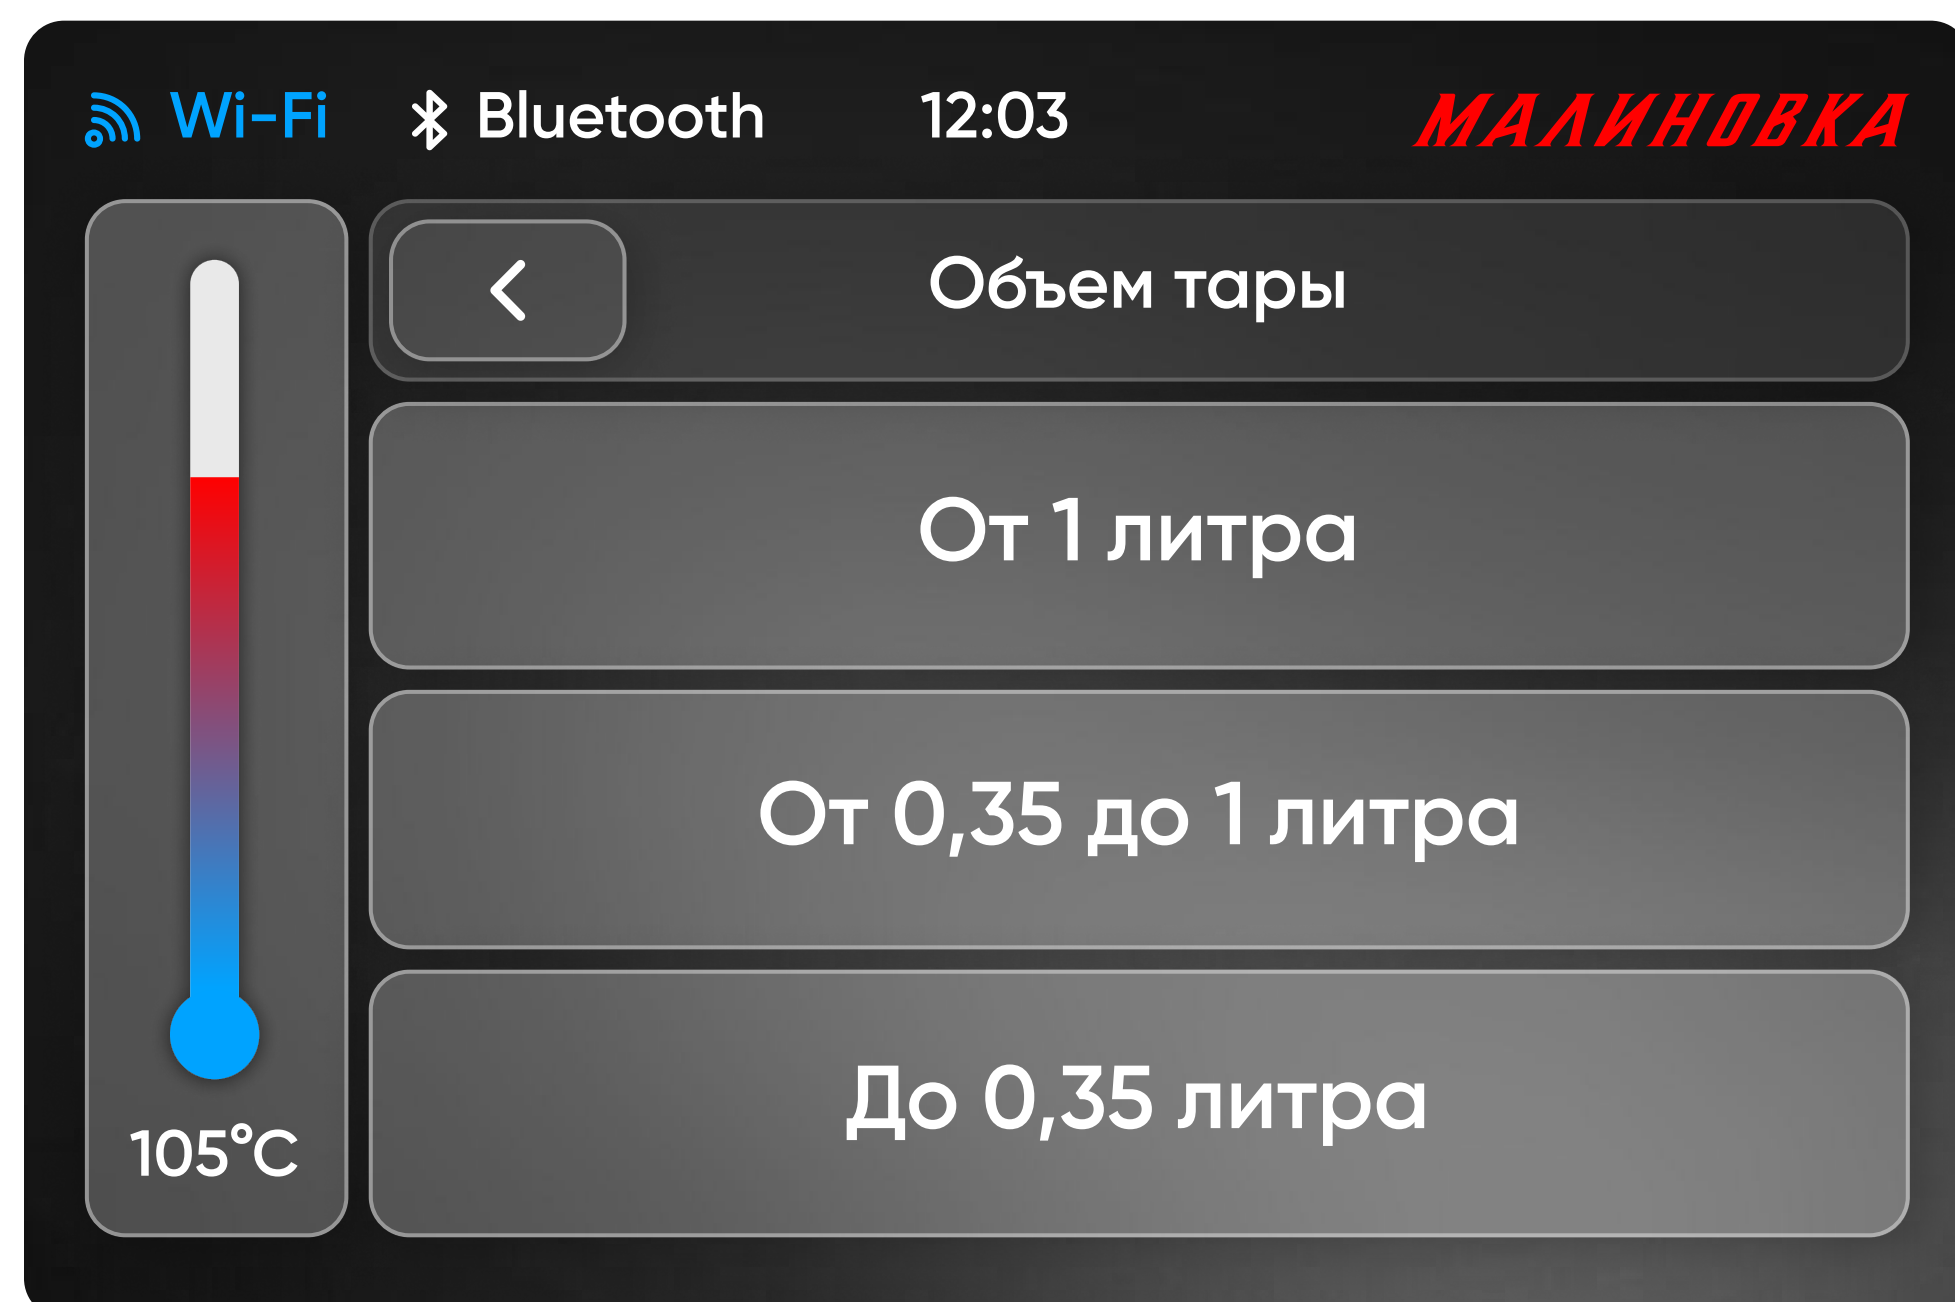 Wi-Fi Bluetooth 12:03 МАЛИНОВКА
Объем тары
От 1 литра
От 0,35 до 1 литра
До 0,35 литра
105°C